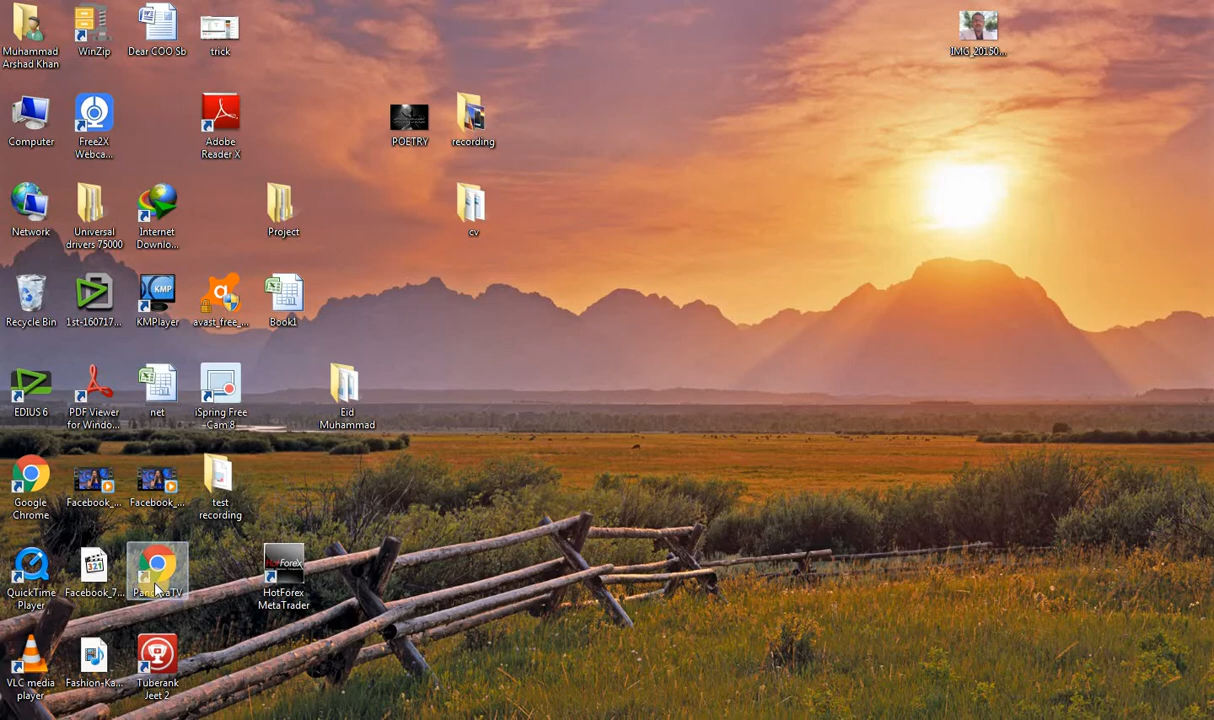 Muhammad
Arshad Khan
WinZip
Dear COO Sb
trick
IMG_20150...
Computer
Free2X
Webca...
Adobe
Reader X
POETRY
recording
Network
Universal
drivers 75000
Internet
Downlo...
Project
cv
Recycle Bin
1st-160717...
KMP
KMPlayer
avast_free_...
Book1
EDIUS 6
PDF Viewer
for Windo...
net
iSpring Free
Cam 8
Eid
Muhammad
Google
Chrome
Facebook_...
Facebook_...
test
recording
QuickTime
Player
321
Facebook_7...
HotForex
HotForex
MetaTrader
VLC media
player
Fashion-Ka...
Tuberank
Jeet 2